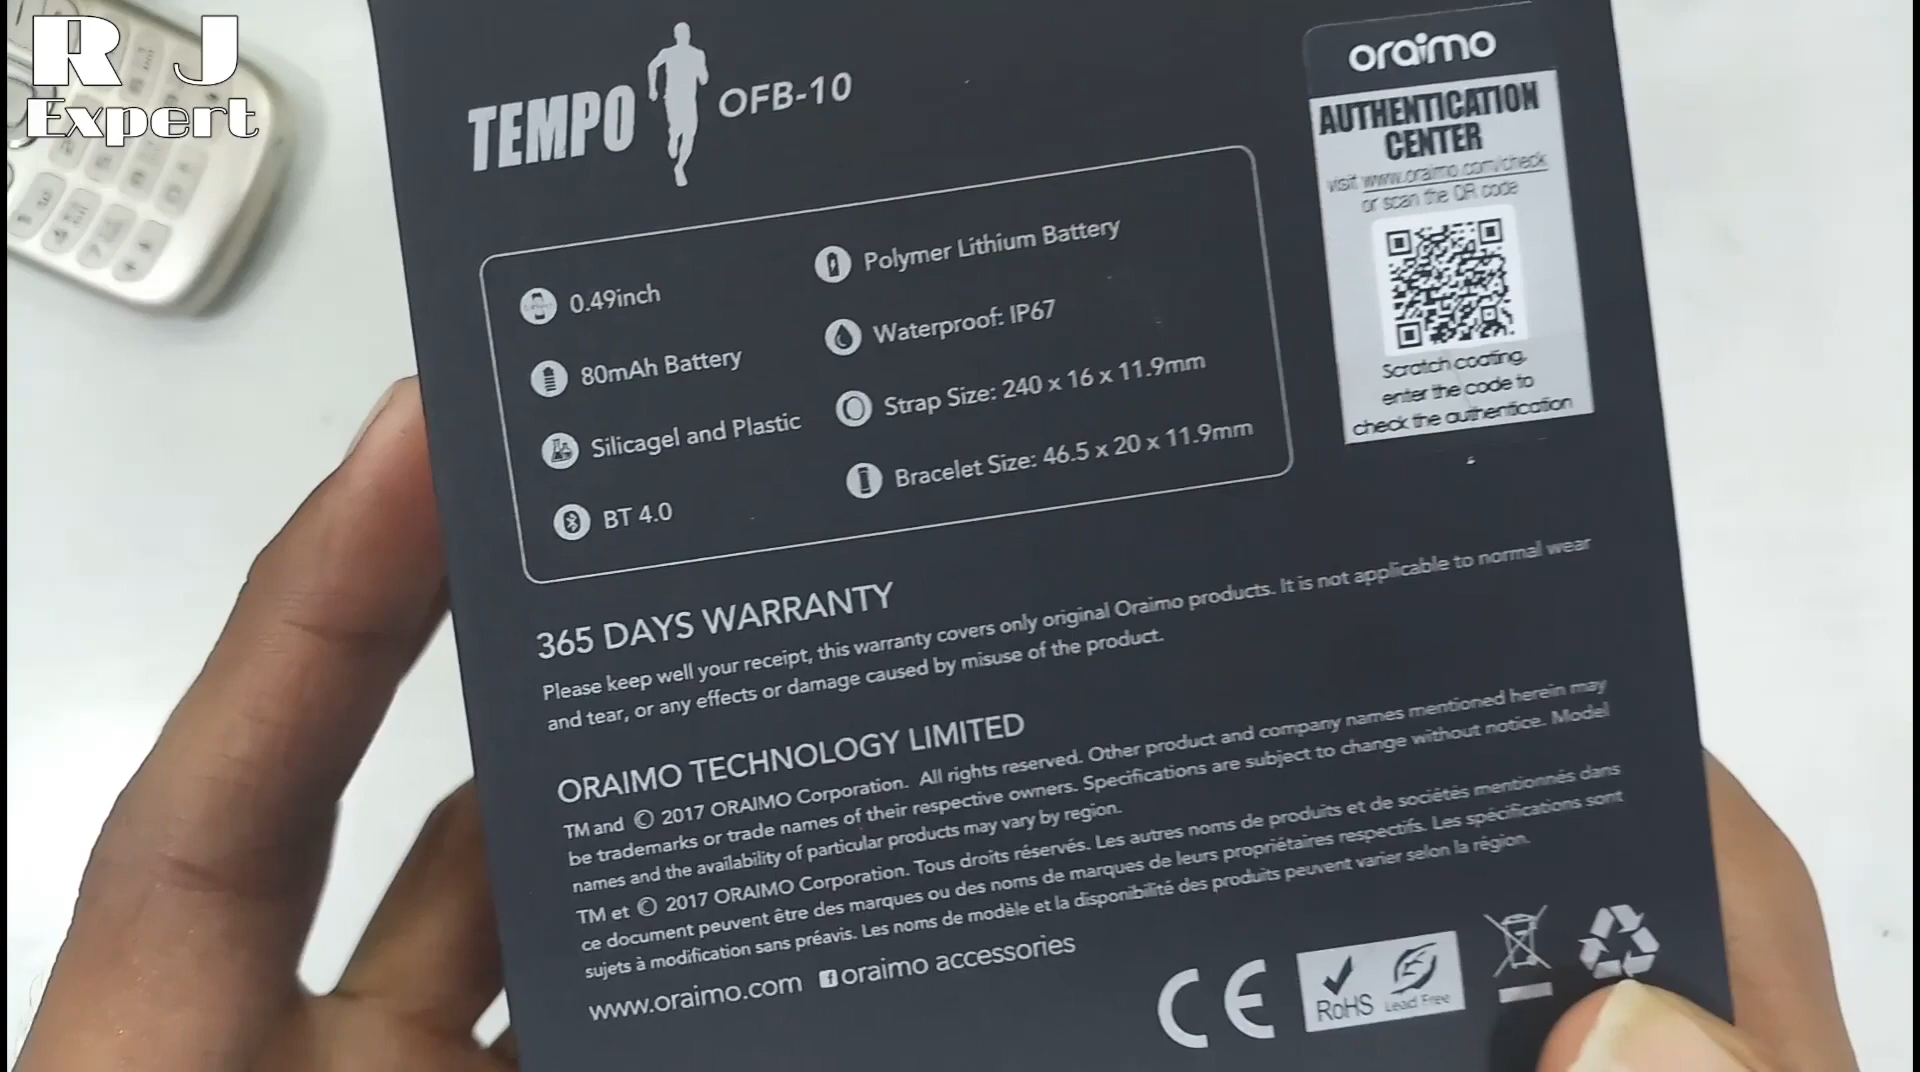 R J
Expert
TEMPO OFB-10
0.49inch
80mAh Battery
Silicagel and Plastic
BT 4.0
Polymer Lithium Battery
Waterproof: IP67
Strap Size: 240 x 16 x 11.9mm
Bracelet Size: 46.5 x 20 x 11.9mm
oraimo
AUTHENTICATION
CENTER
visit www.oraimo.com/check
or scan the QR code
Scratch coating,
enter the code to
check the authentication
365 DAYS WARRANTY
Please keep well your receipt, this warranty covers only original Oraimo products. It is not applicable to normal wear
and tear, or any effects or damage caused by misuse of the product.
ORAIMO TECHNOLOGY LIMITED
TM and © 2017 ORAIMO Corporation. All rights reserved. Other product and company names mentioned herein may
be trademarks or trade names of their respective owners. Specifications are subject to change without notice. Model
names and the availability of particular products may vary by region.
TM et © 2017 ORAIMO Corporation. Tous droits réservés. Les autres noms de produits et de sociétés mentionnés dans
ce document peuvent être des marques ou des noms de marques de leurs propriétaires respectifs. Les spécifications sont
sujets à modification sans préavis. Les noms de modèle et la disponibilité des produits peuvent varier selon la région.
www.oraimo.com f oraimo accessories
CE
RoHS Lead Free